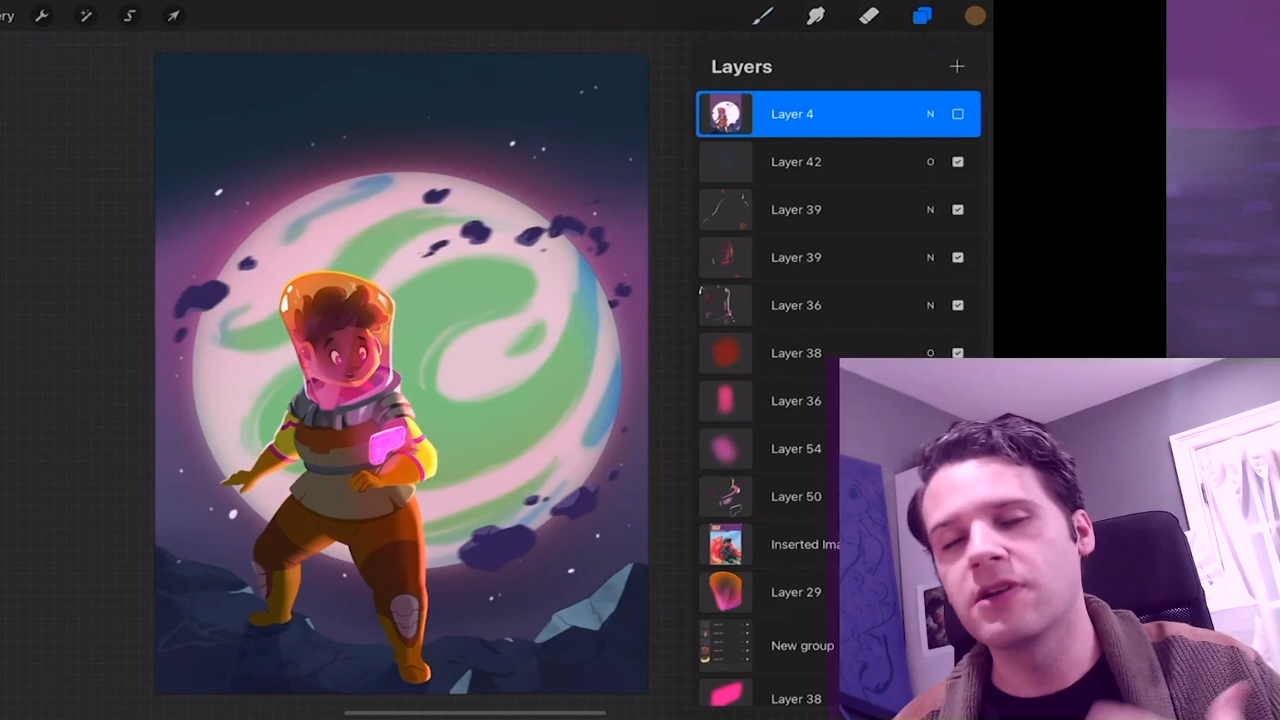 ery
Layers
Layer 4 N
Layer 42 O
Layer 39 N
Layer 39 N
Layer 36 N
Layer 38 O
Layer 36
Layer 54
Layer 50
Inserted Ima
Layer 29
New group
Layer 38